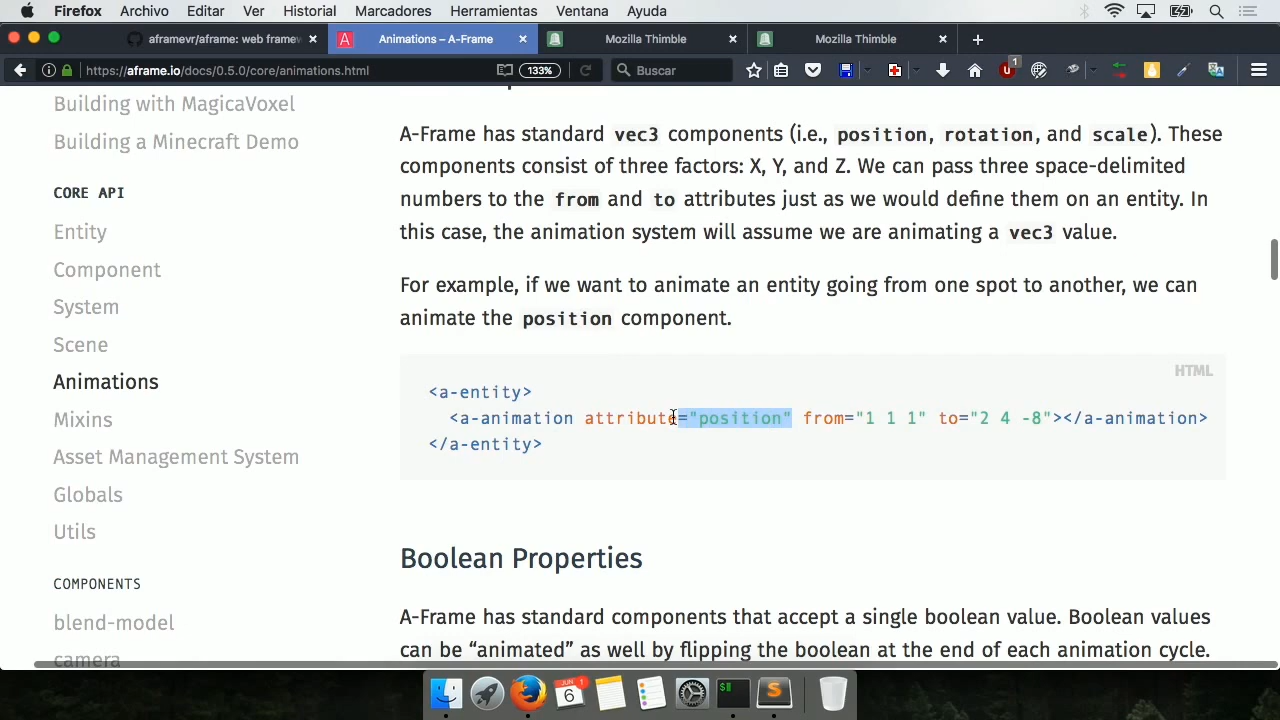 Firefox Archivo Editar Ver Historial Marcadores Herramientas Ventana Ayuda
aframevr/aframe: web framew
Animations – A-Frame
Mozilla Thimble
Mozilla Thimble
https://aframe.io/docs/0.5.0/core/animations.html
133%
Buscar
1
Building with MagicaVoxel
Building a Minecraft Demo
CORE API
Entity
Component
System
Scene
Animations
Mixins
Asset Management System
Globals
Utils
COMPONENTS
blend-model
camera
A-Frame has standard vec3 components (i.e., position, rotation, and scale). These
components consist of three factors: X, Y, and Z. We can pass three space-delimited
numbers to the from and to attributes just as we would define them on an entity. In
this case, the animation system will assume we are animating a vec3 value.
For example, if we want to animate an entity going from one spot to another, we can
animate the position component.
HTML
<a-entity>
<a-animation attribute="position" from="1 1 1" to="2 4 -8"></a-animation>
</a-entity>
Boolean Properties
A-Frame has standard components that accept a single boolean value. Boolean values
can be “animated” as well by flipping the boolean at the end of each animation cycle.
JUN
6
1